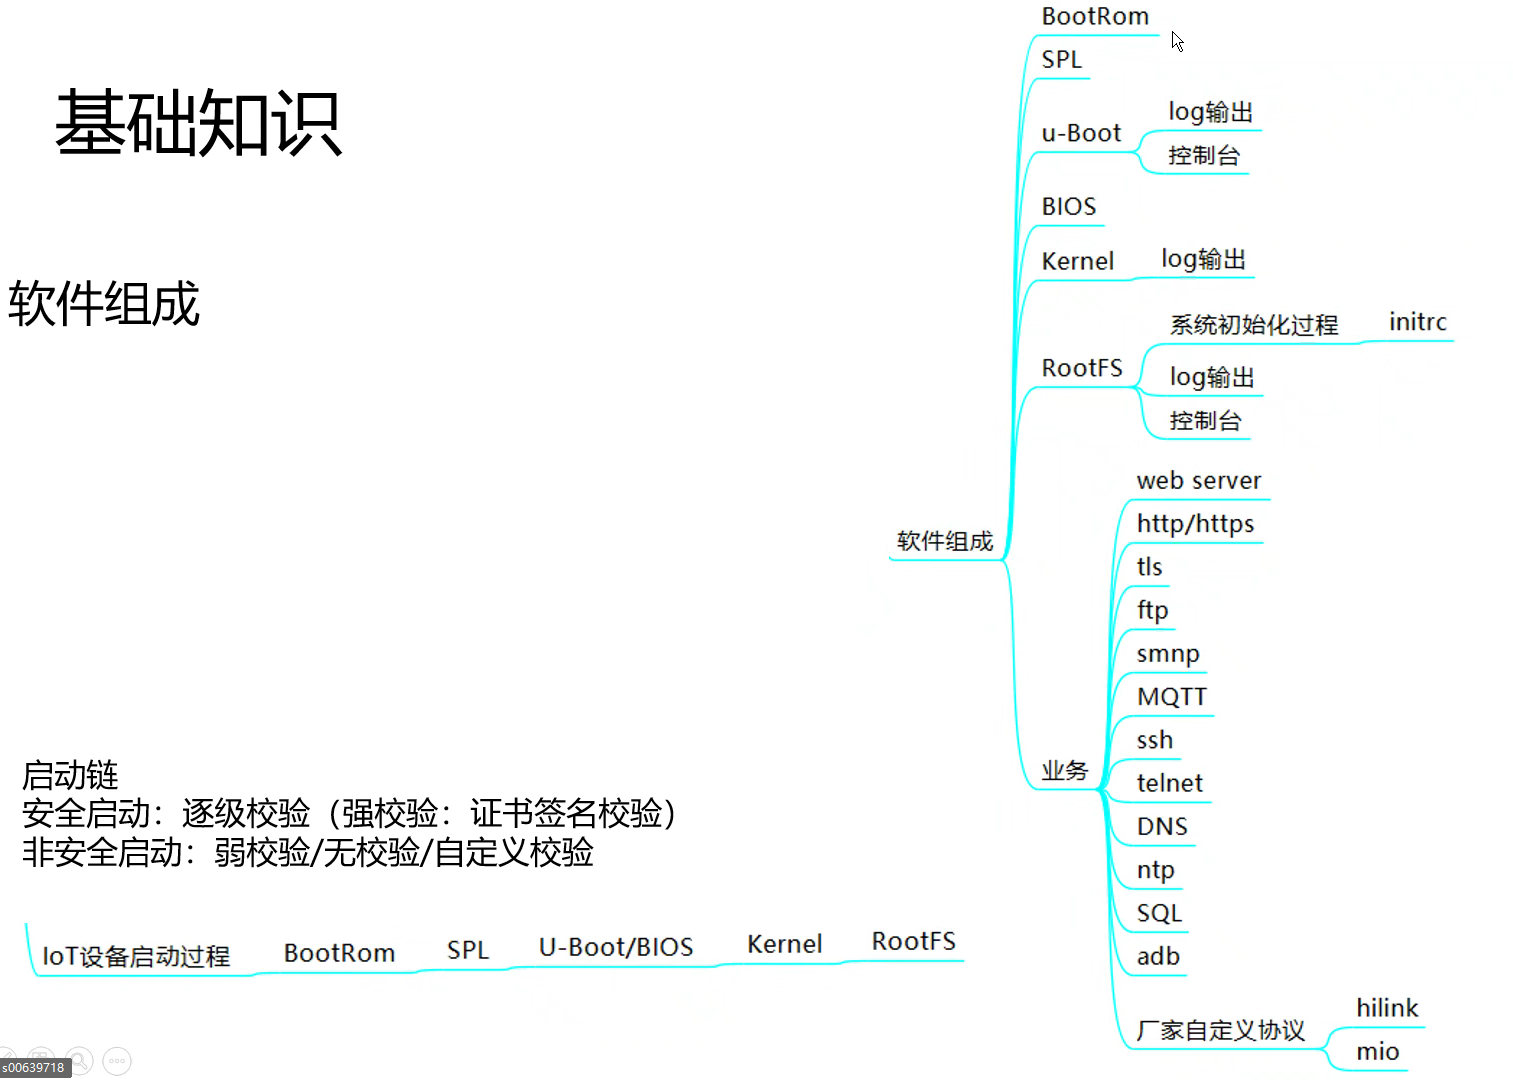 基础知识
软件组成
启动链
安全启动：逐级校验（强校验：证书签名校验）
非安全启动：弱校验/无校验/自定义校验
IoT设备启动过程 BootRom SPL U-Boot/BIOS Kernel RootFS
软件组成
BootRom
SPL
u-Boot
log输出
控制台
BIOS
Kernel
log输出
RootFS
系统初始化过程
initrc
log输出
控制台
业务
web server
http/https
tls
ftp
smnp
MQTT
ssh
telnet
DNS
ntp
SQL
adb
厂家自定义协议
hilink
mio
s00639718